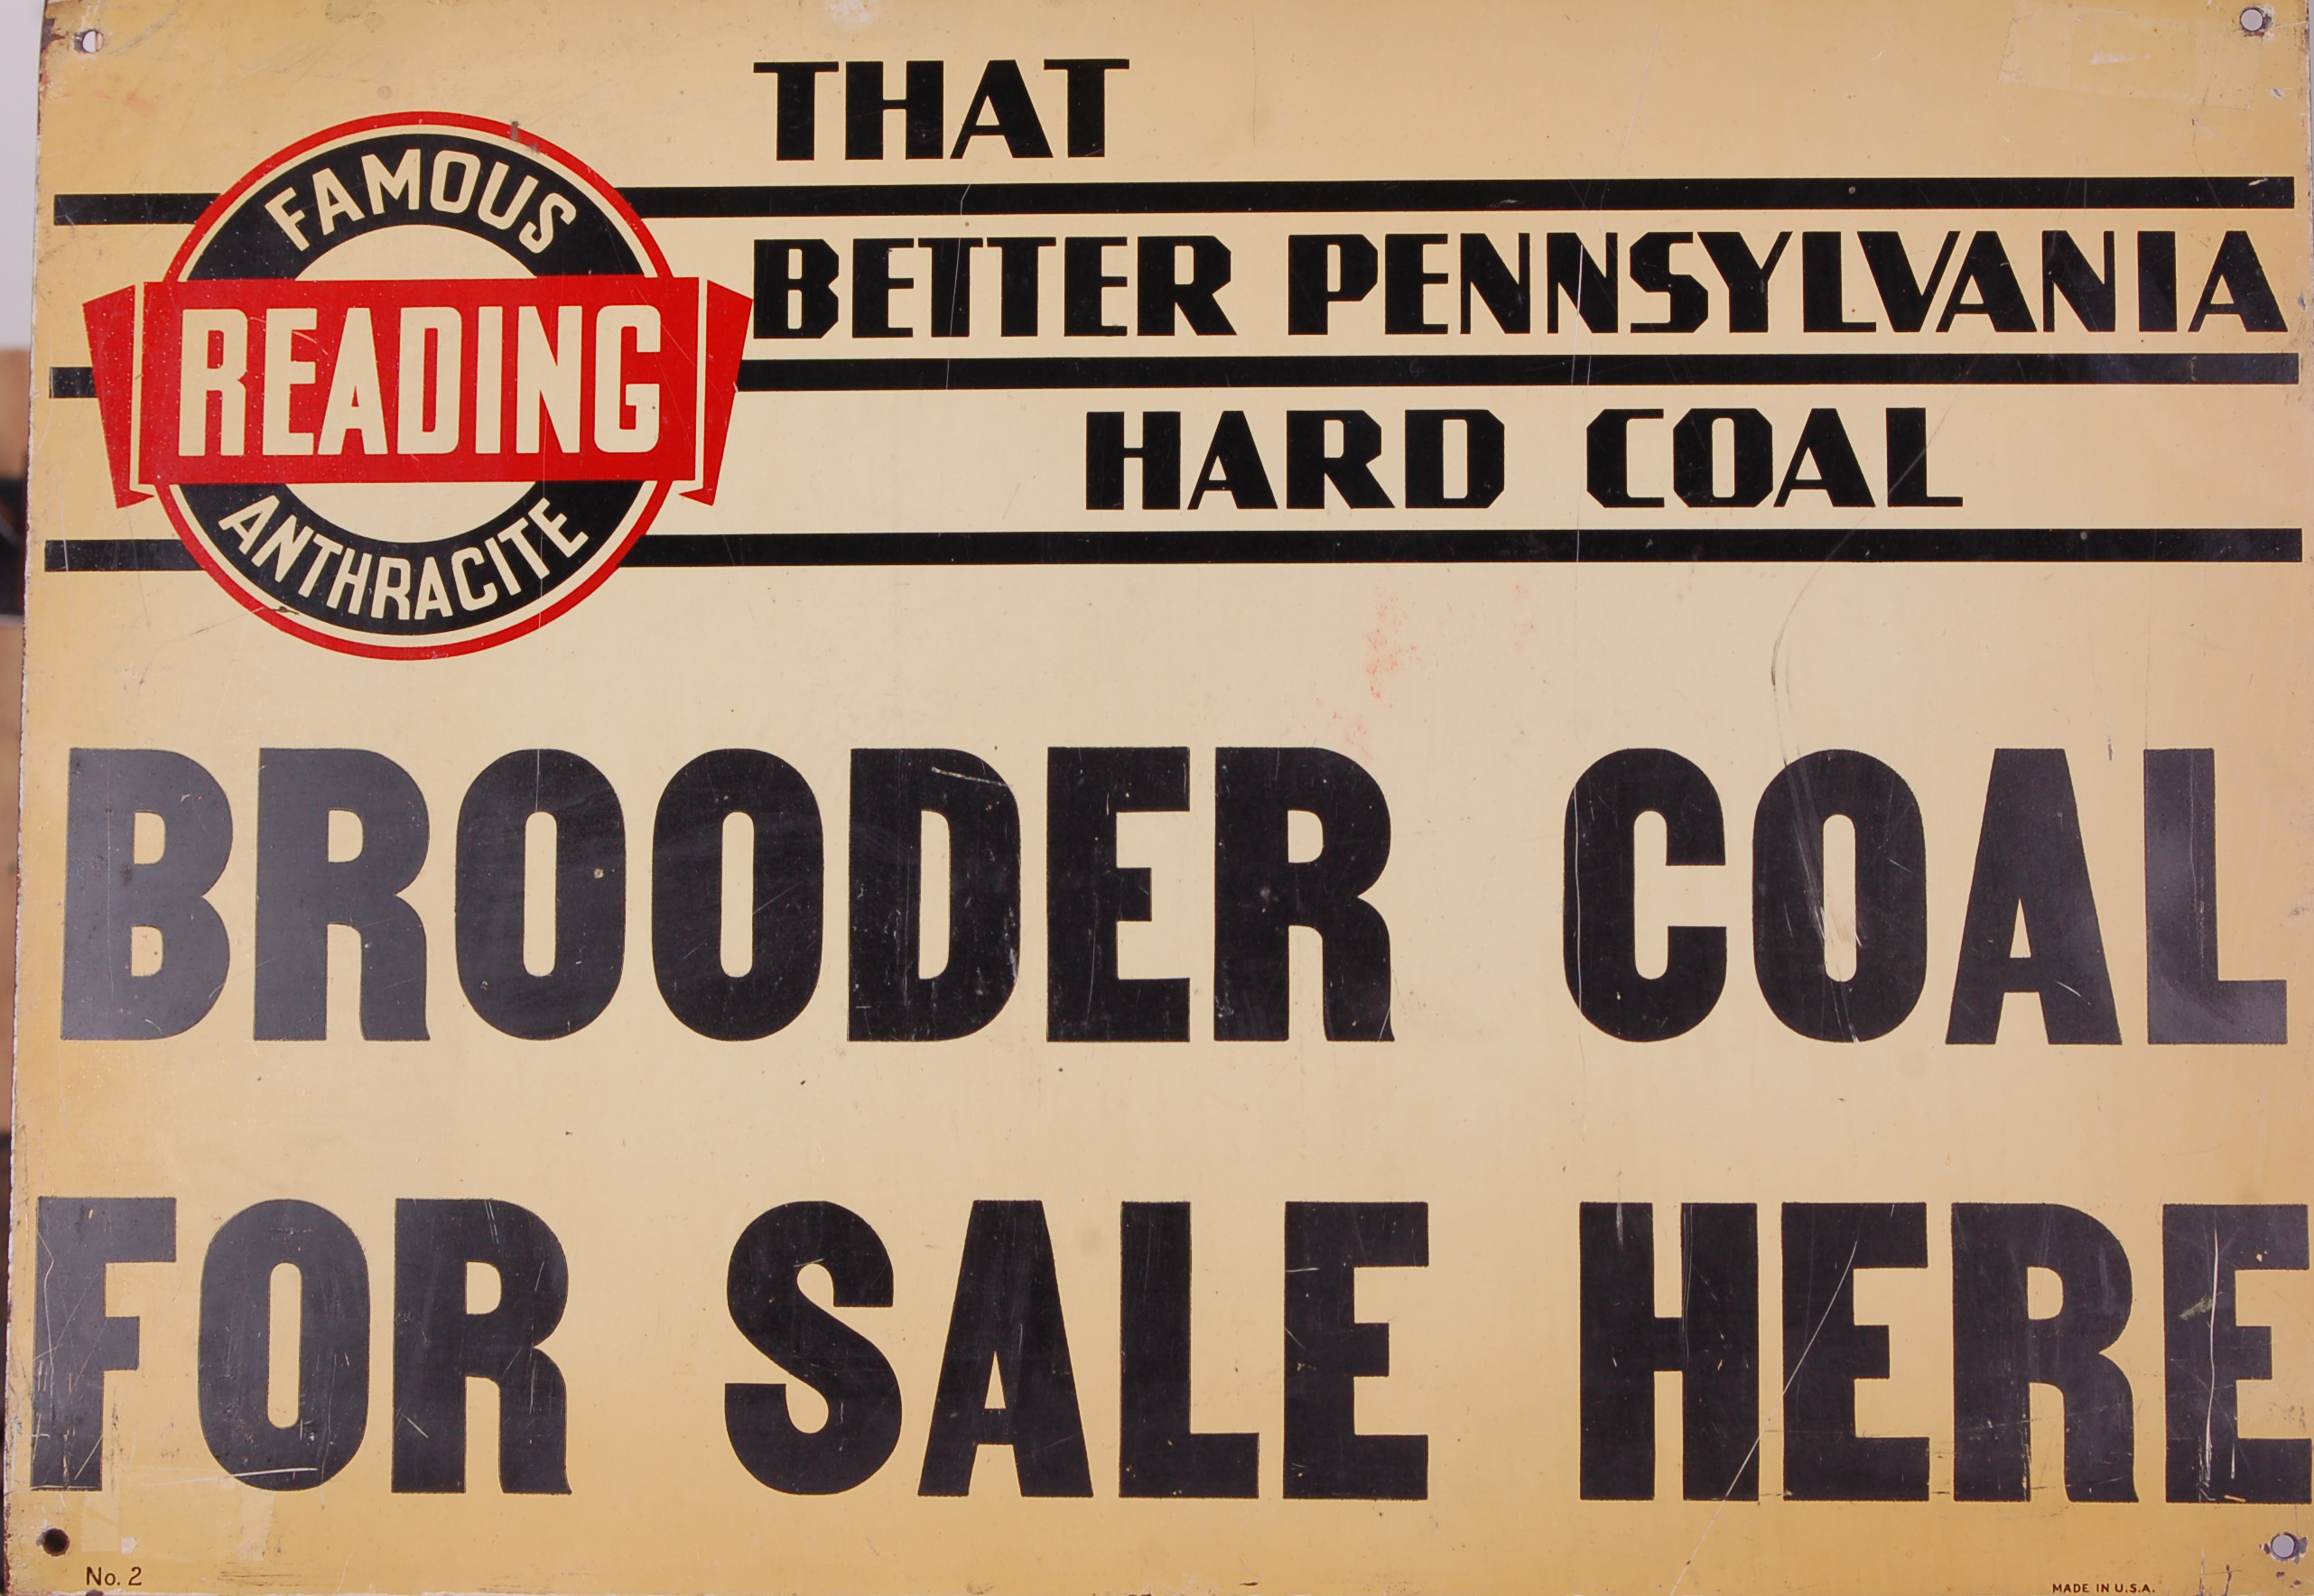 FAMOUS
READING
ANTHRACITE
THAT
BETTER PENNSYLVANIA
HARD COAL
BROODER COAL
FOR SALE HERE
No. 2
MADE IN U.S.A.